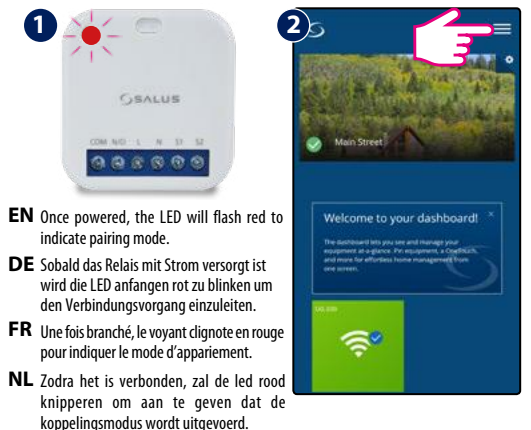 1
SALUS
COM N/O L N S1 S2
EN Once powered, the LED will flash red to
indicate pairing mode.
DE Sobald das Relais mit Strom versorgt ist
wird die LED anfangen rot zu blinken um
den Verbindungsvorgang einzuleiten.
FR Une fois branché, le voyant clignote en rouge
pour indiquer le mode d'appariement.
NL Zodra het is verbonden, zal de led rood
knipperen om aan te geven dat de
koppelingsmodus wordt uitgevoerd.
2
Main Street
Welcome to your dashboard!
The dashboard lets you see and manage your
equipment at-a-glance. Pin equipment, a OneTouch,
and more for effortless home management from
one screen.